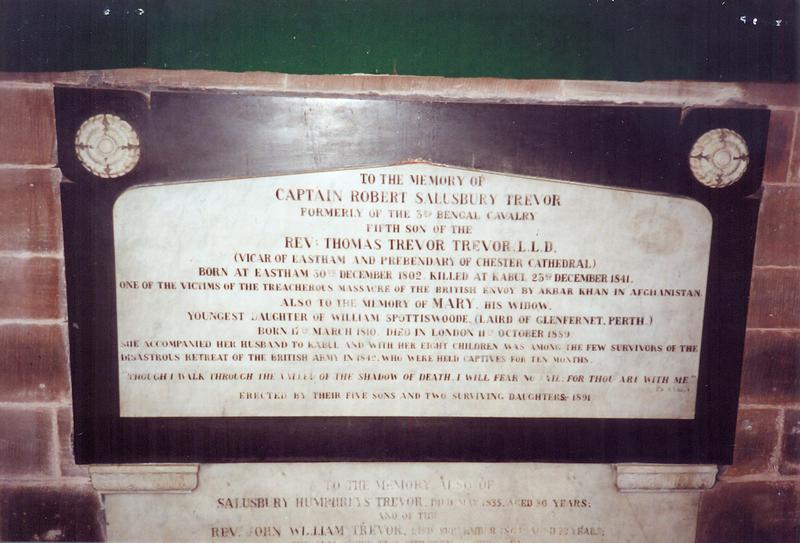 TO THE MEMORY OF
CAPTAIN ROBERT SALUSBURY TREVOR
FORMERLY OF THE 3RD BENGAL CAVALRY
FIFTH SON OF THE
REV: THOMAS TREVOR TREVOR, L.L.D.
(VICAR OF EASTHAM AND PREBENDARY OF CHESTER CATHEDRAL)
BORN AT EASTHAM 30TH DECEMBER 1802. KILLED AT KABUL 23RD DECEMBER 1841.
ONE OF THE VICTIMS OF THE TREACHEROUS MASSACRE OF THE BRITISH ENVOY BY AKBAR KHAN IN AFGHANISTAN.
ALSO TO THE MEMORY OF MARY, HIS WIDOW,
YOUNGEST DAUGHTER OF WILLIAM SPOTTISWOODE, (LAIRD OF GLENFERNET, PERTH.)
BORN 17TH MARCH 1810. DIED IN LONDON 11TH OCTOBER 1889
SHE ACCOMPANIED HER HUSBAND TO KABUL AND WITH HER EIGHT CHILDREN WAS AMONG THE FEW SURVIVORS OF THE
DISASTROUS RETREAT OF THE BRITISH ARMY IN 1842, WHO WERE HELD CAPTIVES FOR TEN MONTHS.
"THOUGH I WALK THROUGH THE VALLEY OF THE SHADOW OF DEATH, I WILL FEAR NO EVIL, FOR THOU ART WITH ME"
ERECTED BY THEIR FIVE SONS AND TWO SURVIVING DAUGHTERS:- 1891
TO THE MEMORY ALSO OF
SALUSBURY HUMPHREYS TREVOR, DIED MAY 1855, AGED 80 YEARS;
AND OF THE
REV. JOHN WILLIAM TREVOR, DIED SEPTEMBER AGED YEARS;